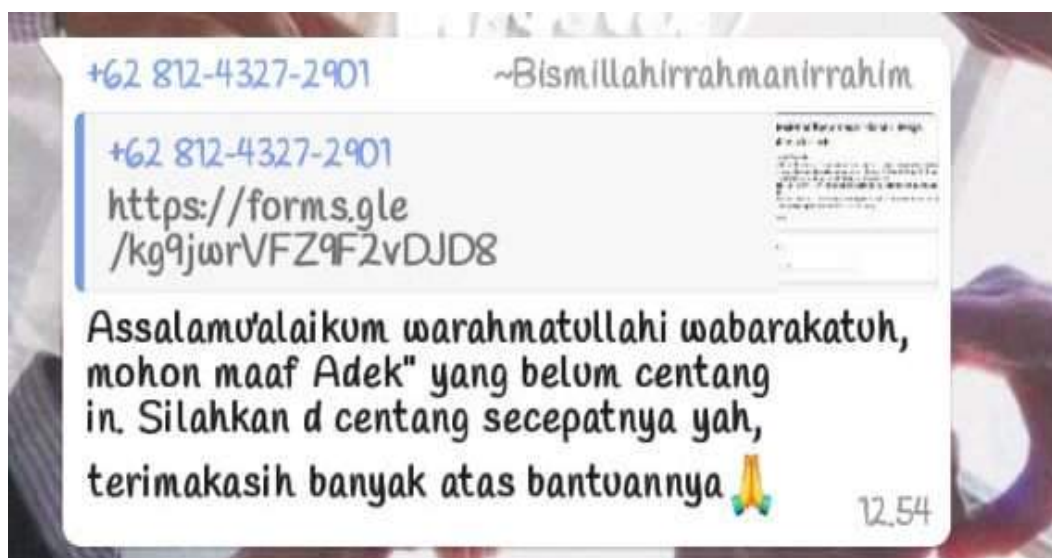 +62 812-4327-2901 ~Bismillahirrahmanirrahim
+62 812-4327-2901
https://forms.gle
/kg9jwrVFZ9F2vDJD8
Assalamu'alaikum warahmatullahi wabarakatuh,
mohon maaf Adek" yang belum centang
in. Silahkan d centang secepatnya yah,
terimakasih banyak atas bantuannya🙏
12.54